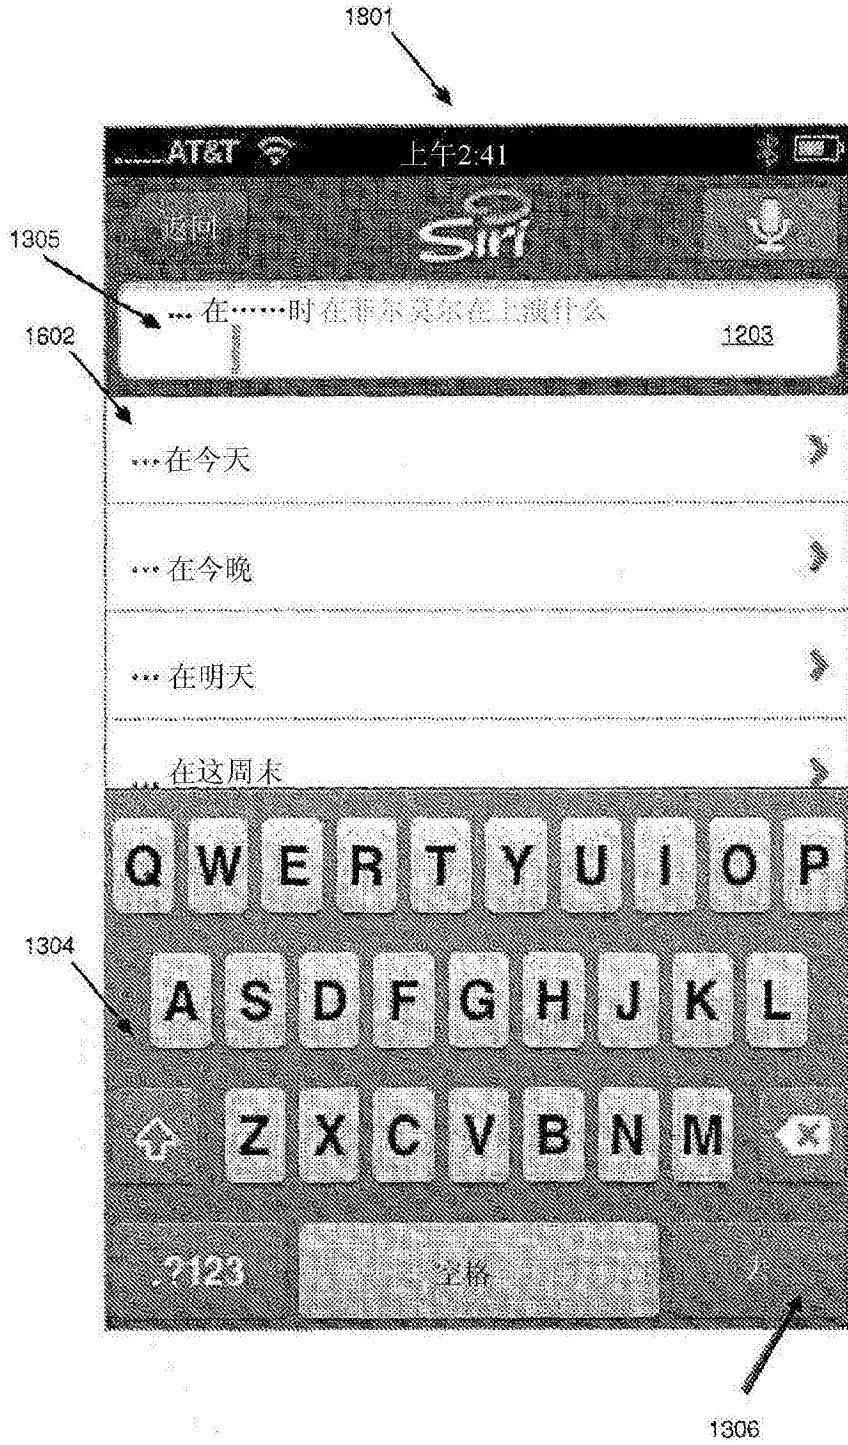 1801
AT&T 上午2:41
返回 Siri
1305
... 在······时在菲尔莫尔在上演什么
1602
1203
...在今天
...在今晚
...在明天
...在这周末
Q W E R T Y U I O P
1304
A S D F G H J K L
Z X C V B N M
.?123 空格
1306